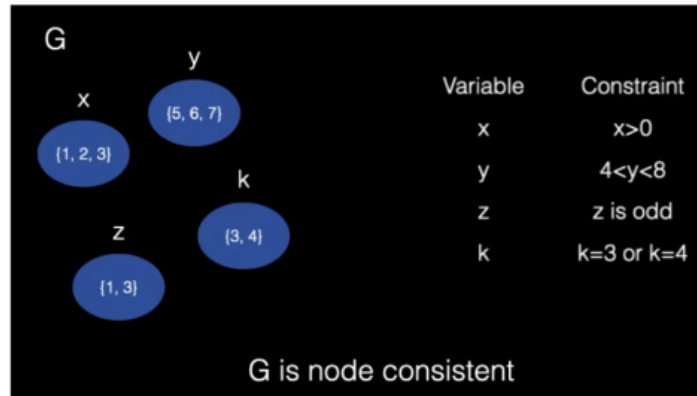 G
x
{1, 2, 3}
y
{5, 6, 7}
k
{3, 4}
z
{1, 3}
Variable Constraint
x x>0
y 4<y<8
z z is odd
k k=3 or k=4
G is node consistent